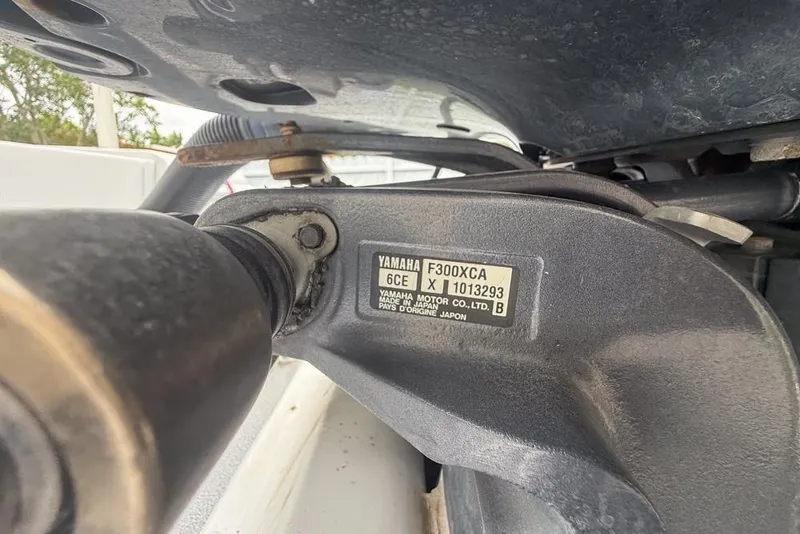 YAMAHA F300XCA
6CE X 1013293
YAMAHA MOTOR CO.,LTD.
MADE IN JAPAN
PAYS D'ORIGINE JAPON B